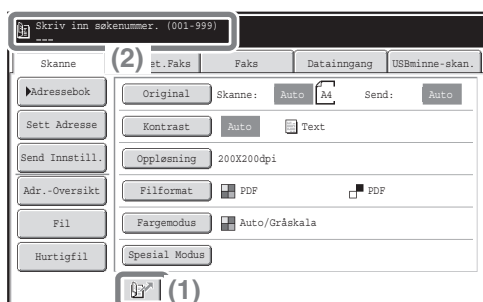 Skriv inn søkenummer. (001-999)
---
(2)
Skanne
et.Faks
Faks
Datainngang
USBminne-skan.
Adressebok
Original
Skanne:
Auto
A4
Send:
Auto
Sett Adresse
Kontrast
Auto
Text
Send Innstill.
Oppløsning
200X200dpi
Adr.-Oversikt
Filformat
PDF
PDF
Fil
Fargemodus
Auto/Gråskala
Hurtigfil
Spesial Modus
(1)